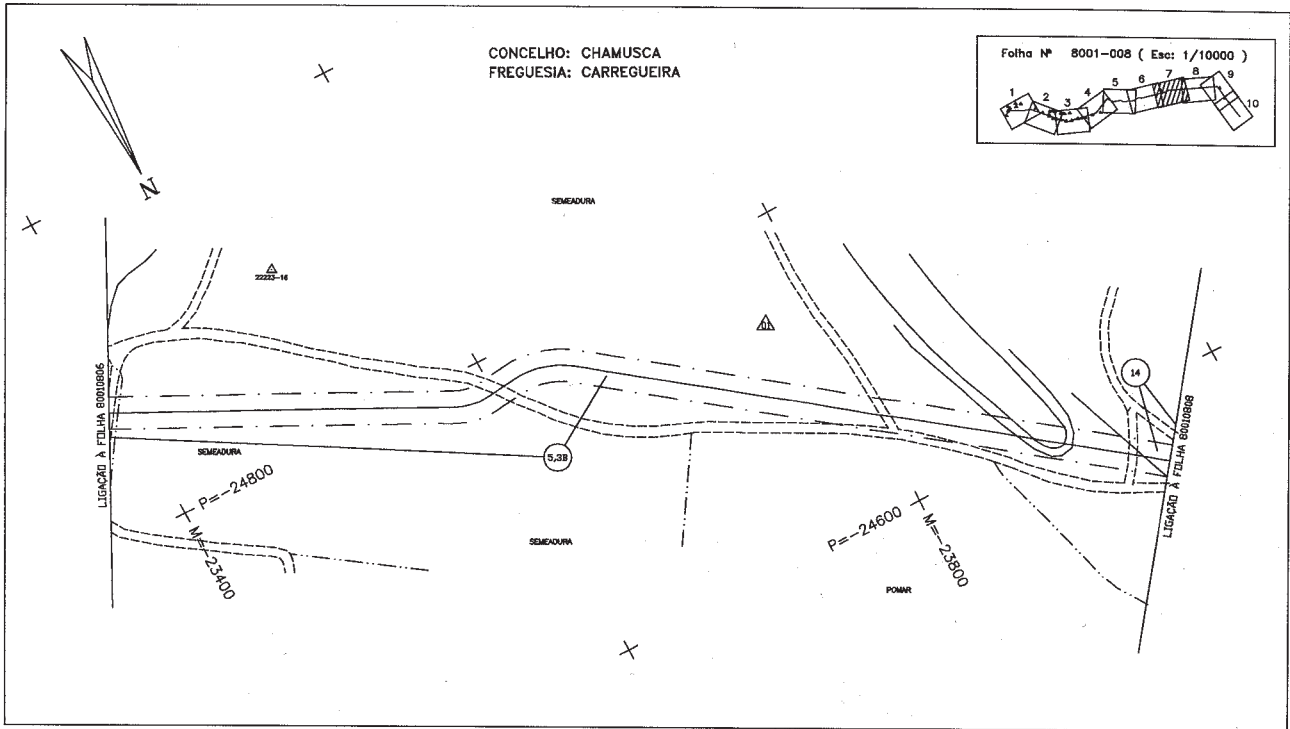 CONCELHO: CHAMUSCA
FREGUESIA: CARREGUEIRA
Folha Nº 8001-008 ( Esc: 1/10000 )
1
2
3
4
5
6
7
8
9
10
N
SEMEADURA
22223-16
01
LIGAÇÃO À FOLHA 80010806
SEMEADURA
5,3B
14
LIGAÇÃO À FOLHA 80010808
P=-24800
M=-23400
SEMEADURA
P=-24600
M=-23800
POMAR